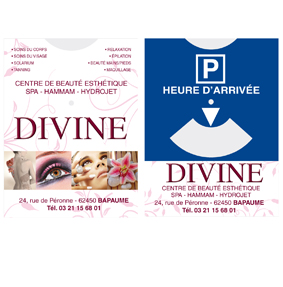 • SOINS DU CORPS
• SOINS DU VISAGE
• SOLARIUM
• TANNING
• RELAXATION
• ÉPILATION
• BEAUTÉ MAINS/PIEDS
• MAQUILLAGE
CENTRE DE BEAUTÉ ESTHÉTIQUE
SPA - HAMMAM - HYDROJET
DIVINE
24, rue de Péronne - 62450 BAPAUME
Tél. 03 21 15 68 01
P
HEURE D'ARRIVÉE
DIVINE
CENTRE DE BEAUTÉ ESTHÉTIQUE
SPA - HAMMAM - HYDROJET
24, rue de Péronne - 62450 BAPAUME
Tél. 03 21 15 68 01